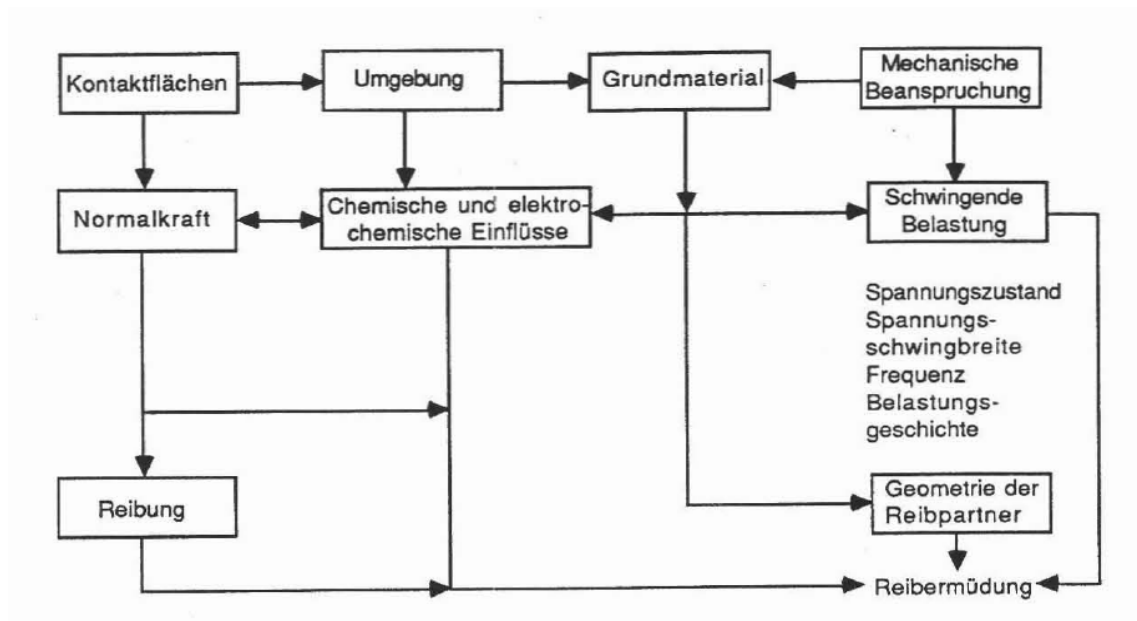 Kontaktflächen
Umgebung
Grundmaterial
Mechanische
Beanspruchung
Normalkraft
Chemische und elektro-
chemische Einflüsse
Schwingende
Belastung
Spannungszustand
Spannungs-
schwingbreite
Frequenz
Belastungs-
geschichte
Reibung
Geometrie der
Reibpartner
Reibermüdung